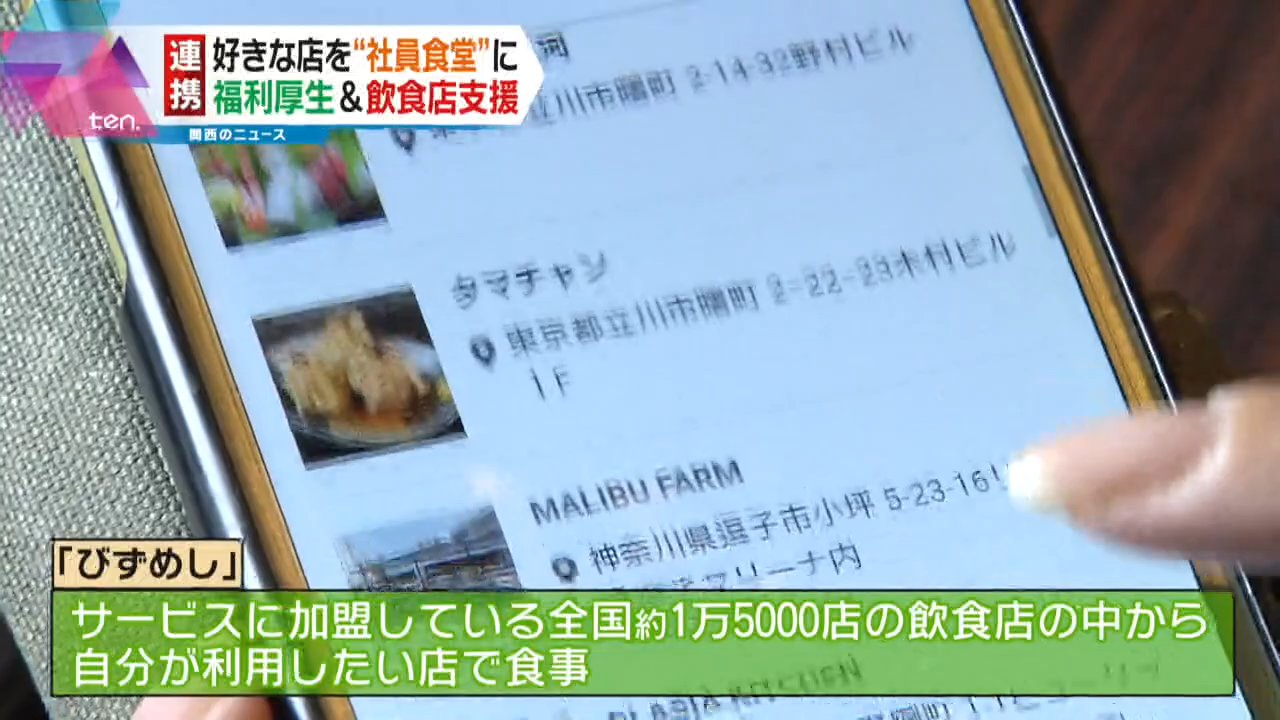 連携
好きな店を“社員食堂”に
福利厚生&飲食店支援
ten.
関西のニュース
立川市曙町 2-14-32野村ビル
タマチャン
東京都立川市曙町 2-22-23木村ビル
1F
MALIBU FARM
神奈川県逗子市小坪 5-23-16
マリーナ内
「びずめし」
サービスに加盟している全国約1万5000店の飲食店の中から
自分が利用したい店で食事